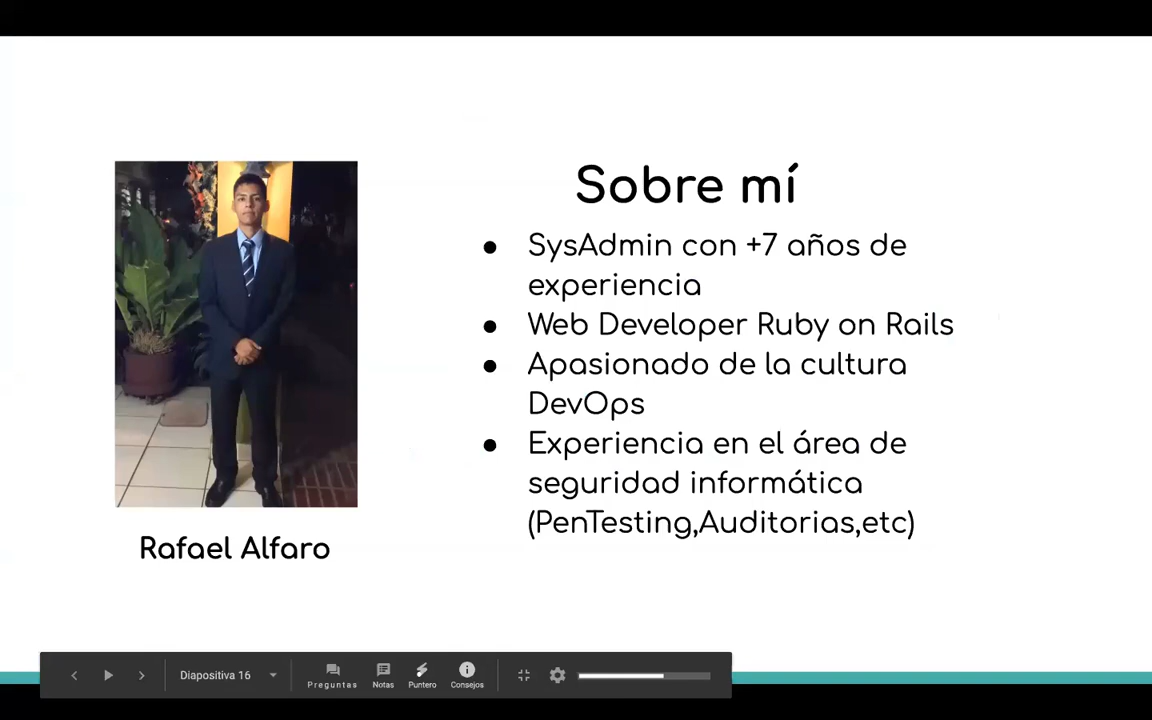 Sobre mí
● SysAdmin con +7 años de
experiencia
● Web Developer Ruby on Rails
● Apasionado de la cultura
DevOps
● Experiencia en el área de
seguridad informática
(PenTesting,Auditorias,etc)
Rafael Alfaro
Diapositiva 16
Preguntas
Notas
Puntero
Consejos